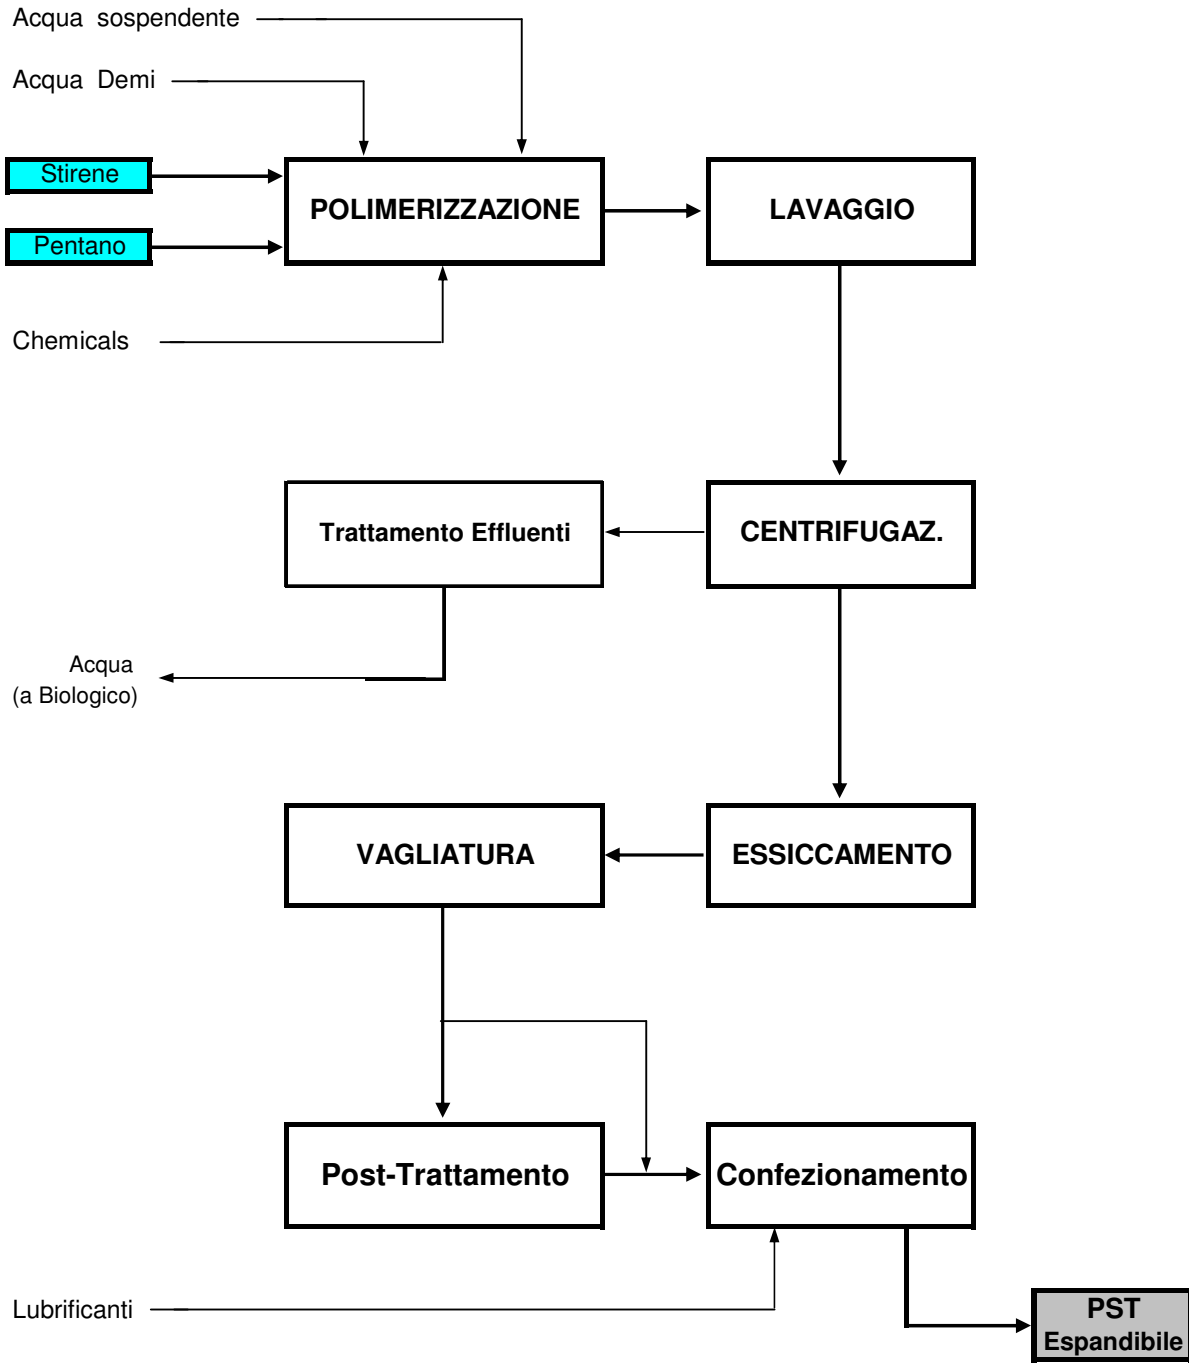 Acqua sospendente
Acqua Demi
Stirene
POLIMERIZZAZIONE
LAVAGGIO
Pentano
Chemicals
Trattamento Effluenti
CENTRIFUGAZ.
Acqua
(a Biologico)
VAGLIATURA
ESSICCAMENTO
Post-Trattamento
Confezionamento
Lubrificanti
PST
Espandibile